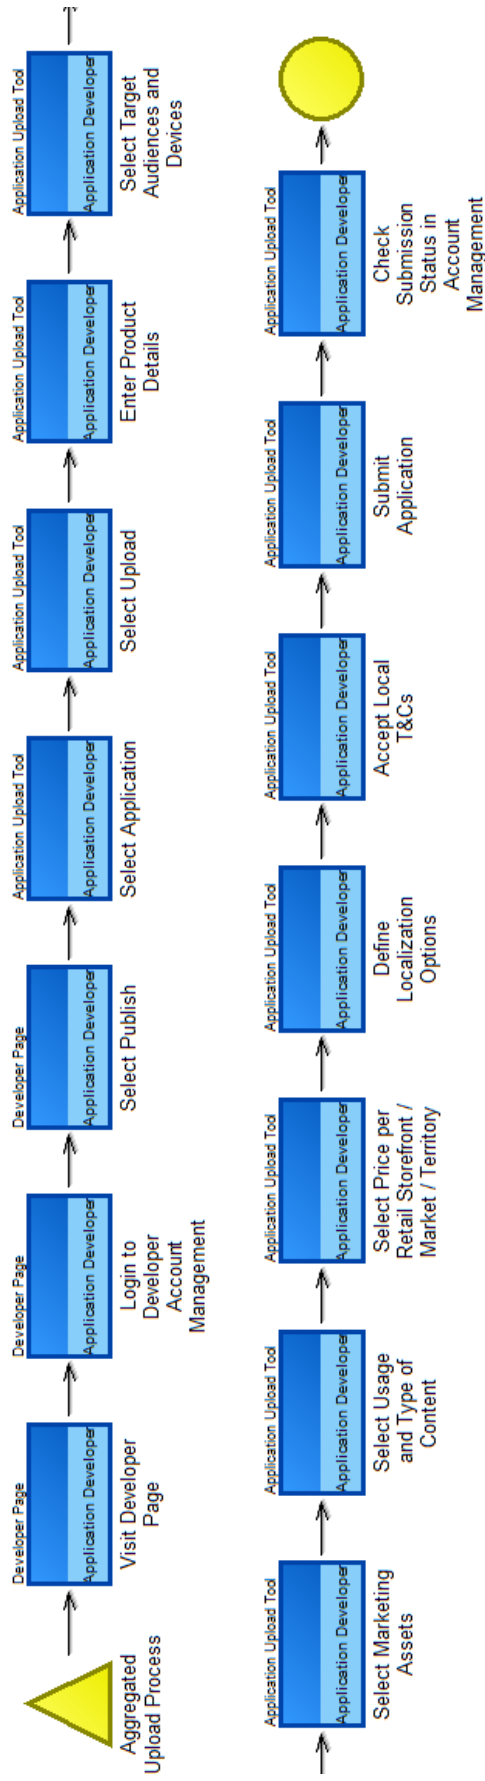 Aggregated
Upload Process
Developer Page
Application Developer
Visit Developer
Page
Developer Page
Application Developer
Login to
Developer
Account
Management
Developer Page
Application Developer
Select Publish
Application Upload Tool
Application Developer
Select Application
Application Upload Tool
Application Developer
Select Upload
Application Upload Tool
Application Developer
Enter Product
Details
Application Upload Tool
Application Developer
Select Target
Audiences and
Devices
Application Upload Tool
Application Developer
Select Marketing
Assets
Application Upload Tool
Application Developer
Select Usage
and Type of
Content
Application Upload Tool
Application Developer
Select Price per
Retail Storefront /
Market / Territory
Application Upload Tool
Application Developer
Define
Localization
Options
Application Upload Tool
Application Developer
Accept Local
T&Cs
Application Upload Tool
Application Developer
Submit
Application
Application Upload Tool
Application Developer
Check
Submission
Status in
Account
Management